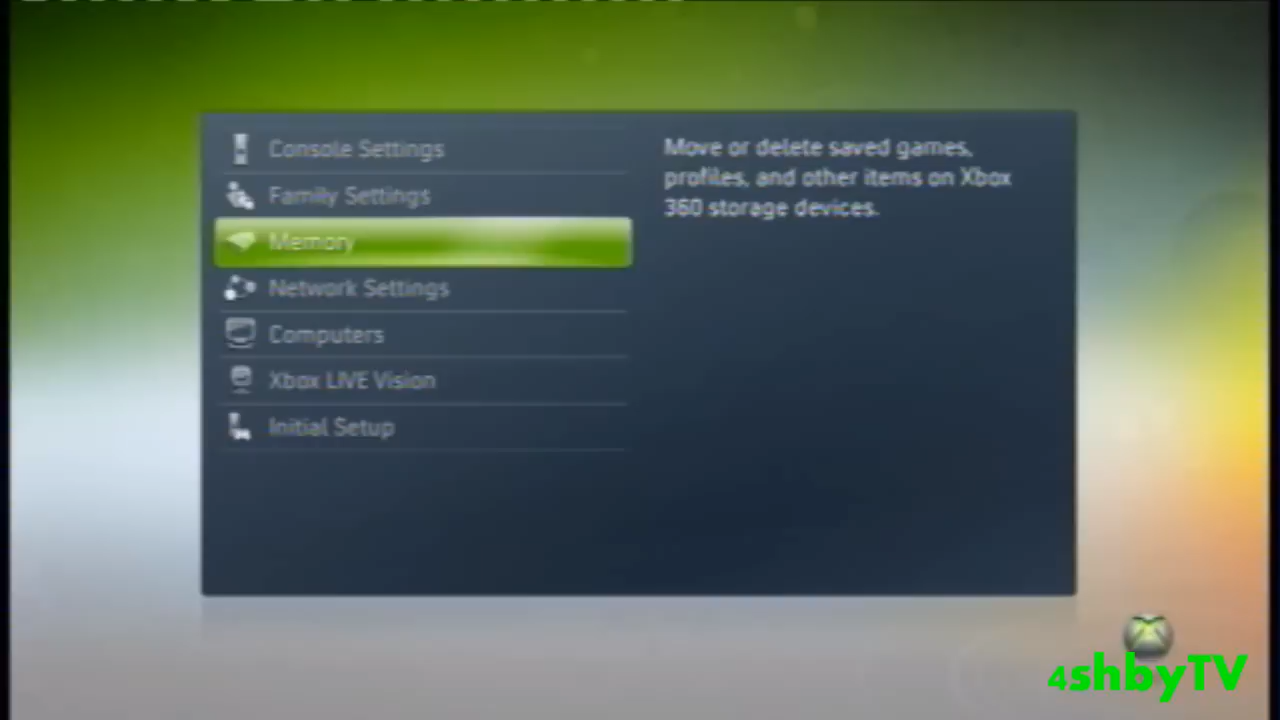 Console Settings
Family Settings
Memory
Network Settings
Computers
Xbox LIVE Vision
Initial Setup
Move or delete saved games,
profiles, and other items on Xbox
360 storage devices.
4shbyTV